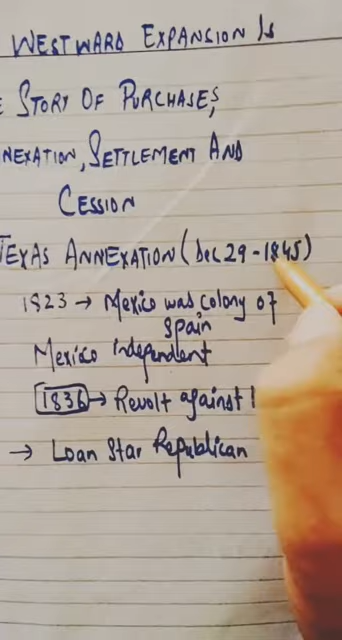 WESTWARD EXPANSION IS
STORY OF PURCHASES,
NEXATION, SETTLEMENT AND
CESSION
TEXAS ANNEXATION (Dec 29 - 1845)
1823 → Mexico was colony of
Spain
Mexico independent
1836 → Revolt against
→ Loan Star Republican